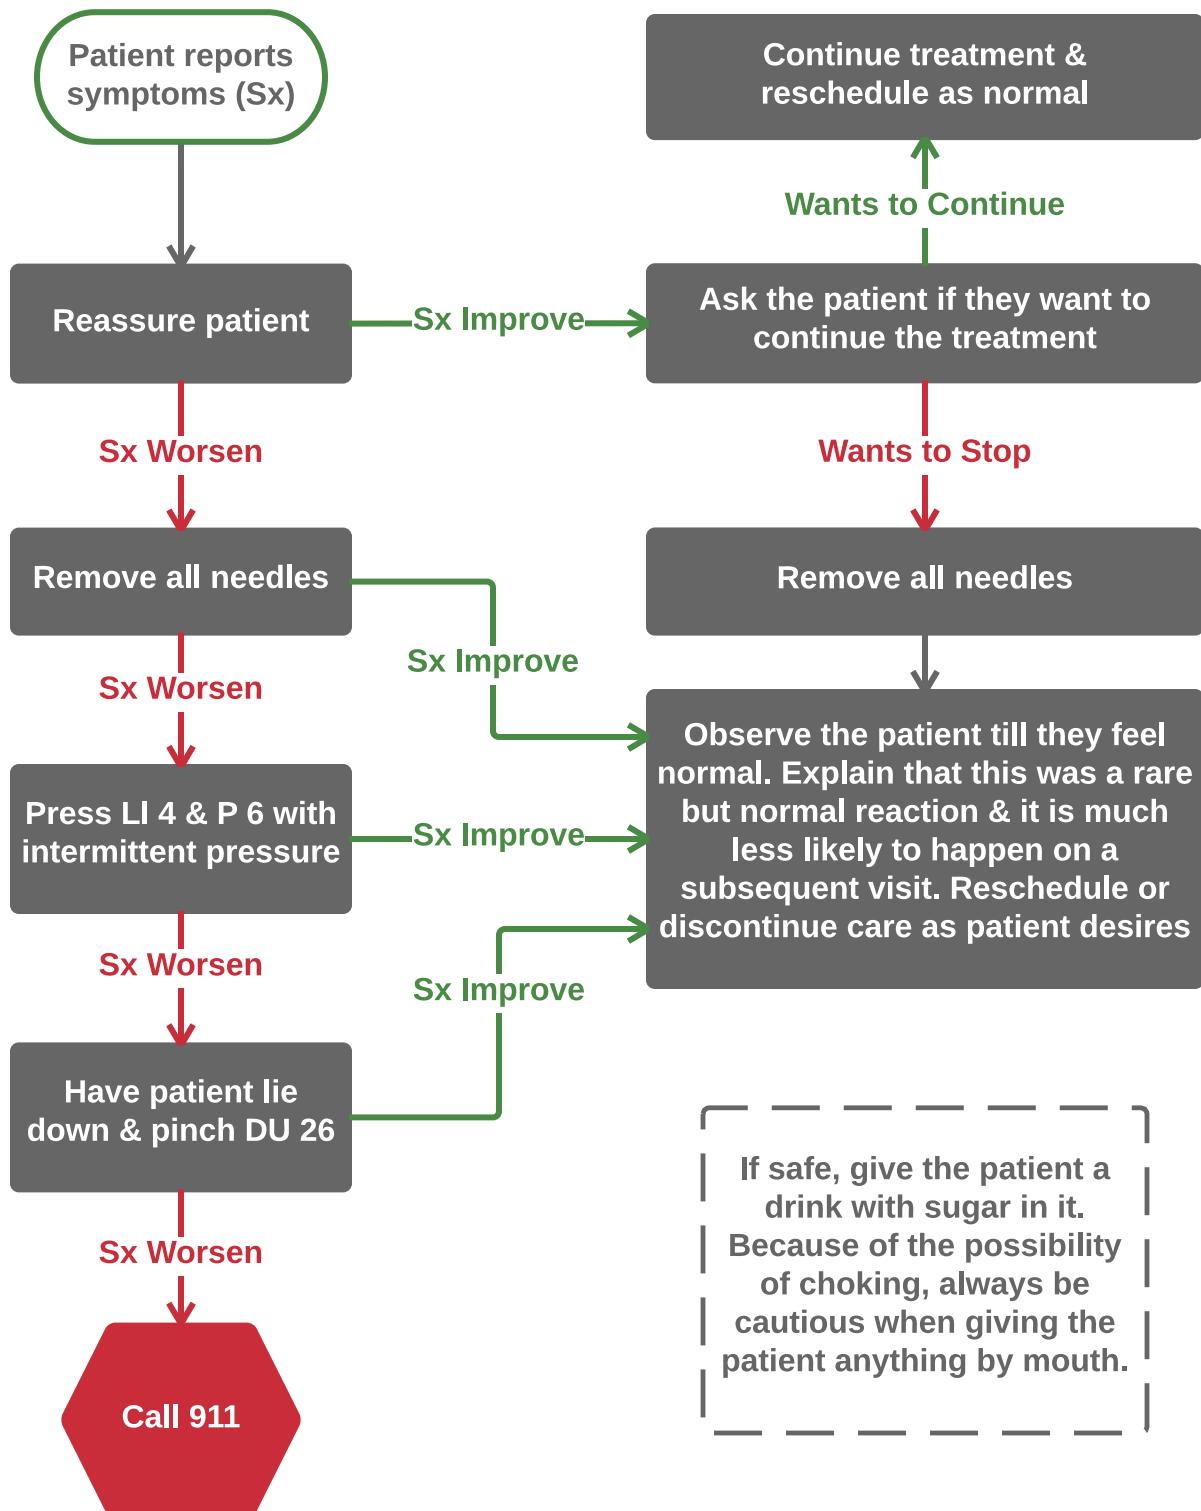 Patient reports
symptoms (Sx)
Continue treatment &
reschedule as normal
Wants to Continue
Reassure patient
Sx Improve
Ask the patient if they want to
continue the treatment
Sx Worsen
Wants to Stop
Remove all needles
Remove all needles
Sx Improve
Sx Worsen
Observe the patient till they feel
normal. Explain that this was a rare
but normal reaction & it is much
less likely to happen on a
subsequent visit. Reschedule or
discontinue care as patient desires
Press LI 4 & P 6 with
intermittent pressure
Sx Improve
Sx Worsen
Sx Improve
Have patient lie
down & pinch DU 26
If safe, give the patient a
drink with sugar in it.
Because of the possibility
of choking, always be
cautious when giving the
patient anything by mouth.
Sx Worsen
Call 911